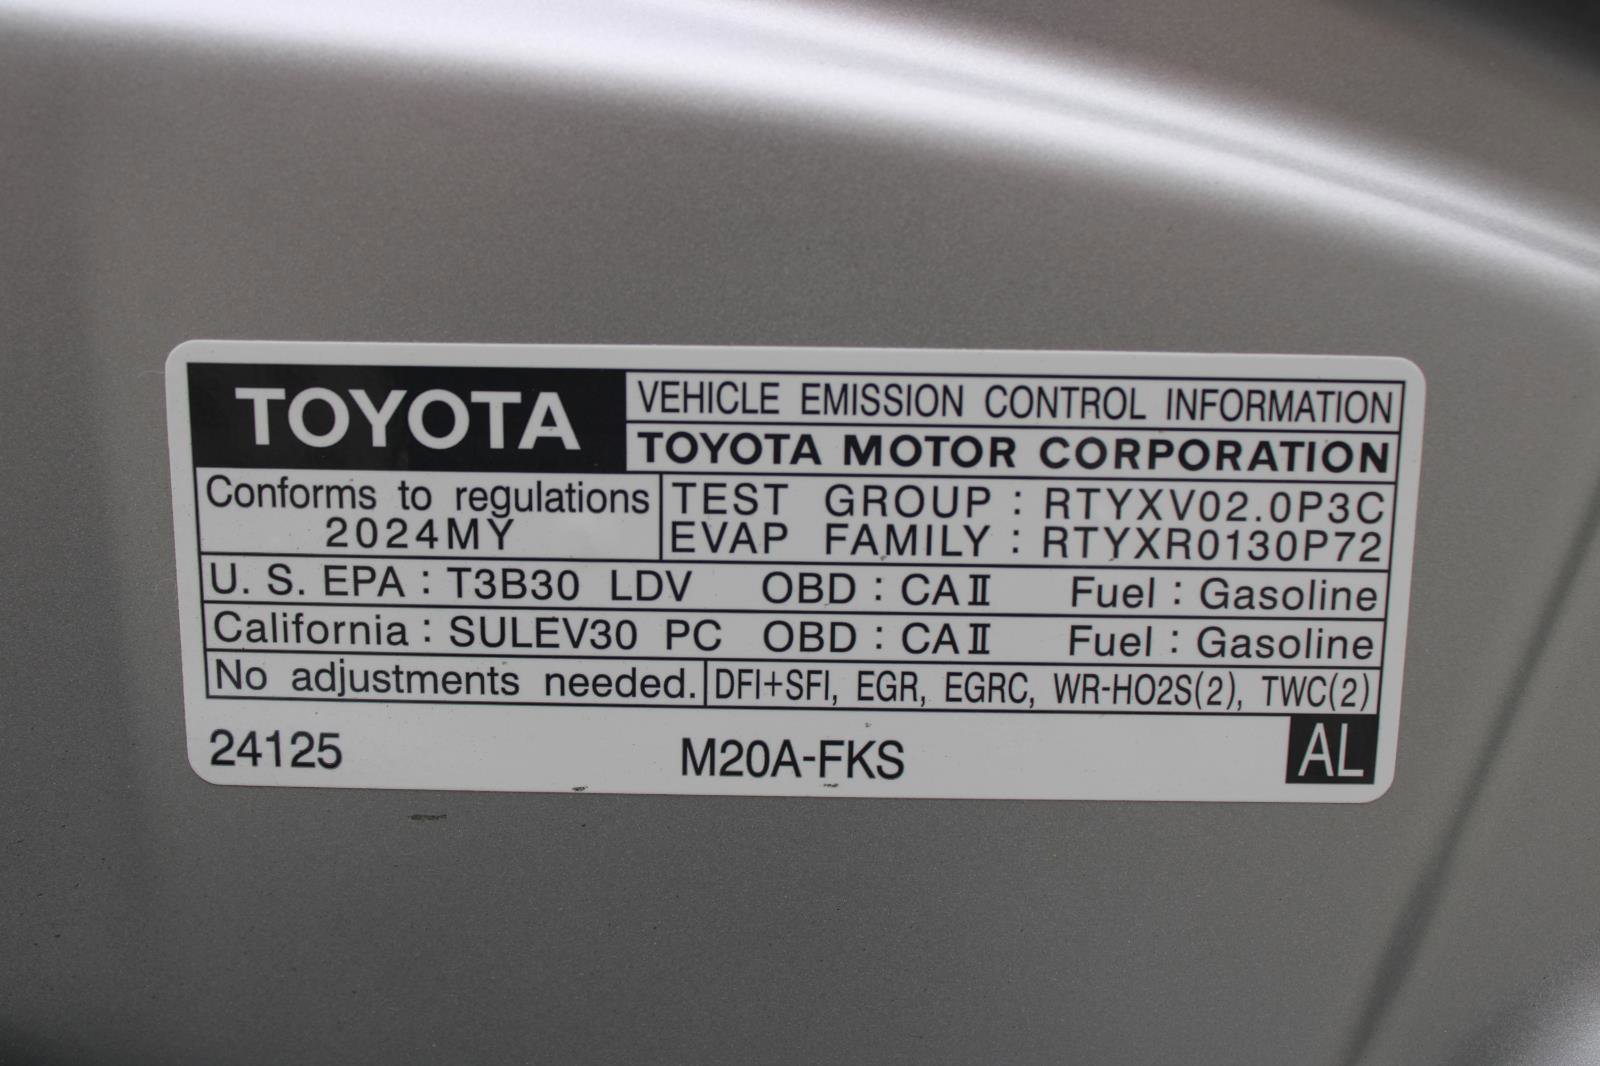 TOYOTA
VEHICLE EMISSION CONTROL INFORMATION
TOYOTA MOTOR CORPORATION
Conforms to regulations
2024MY
TEST GROUP : RTYXV02.0P3C
EVAP FAMILY : RTYXR0130P72
U. S. EPA : T3B30 LDV OBD : CAⅡ Fuel : Gasoline
California : SULEV30 PC OBD : CAⅡ Fuel : Gasoline
No adjustments needed.
DFI+SFI, EGR, EGRC, WR-HO2S(2), TWC(2)
24125 M20A-FKS AL